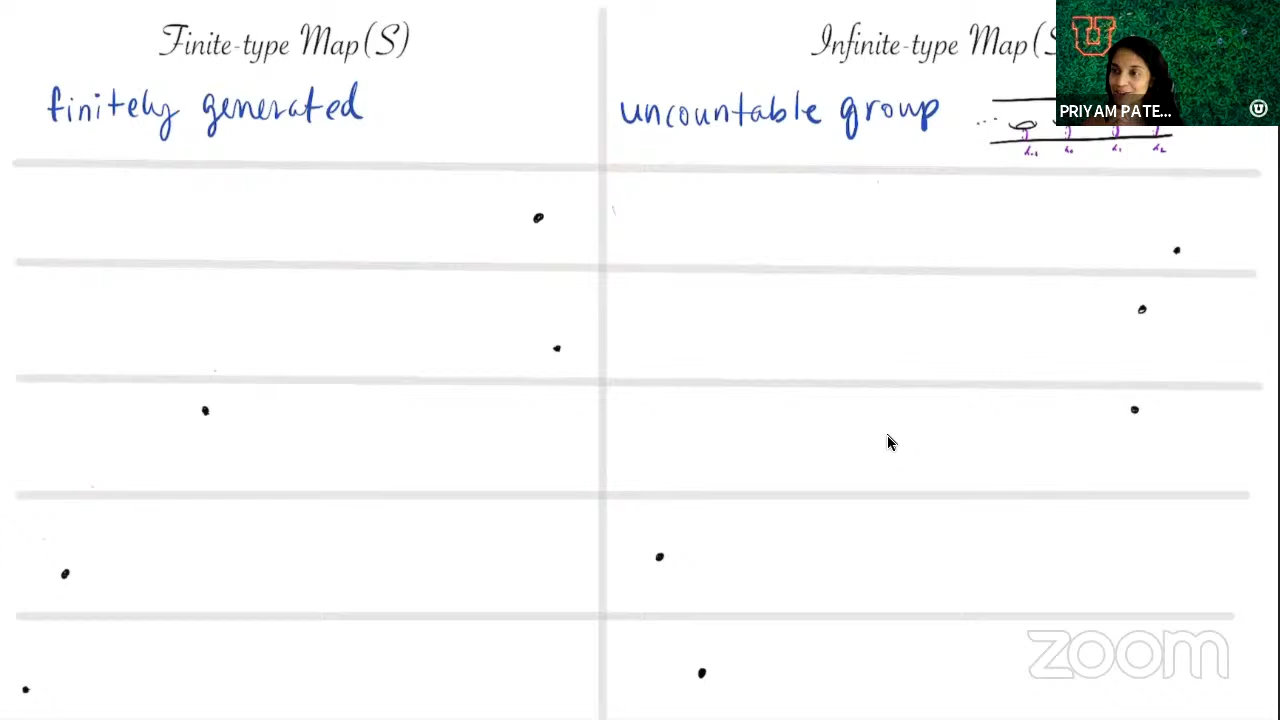 Finite-type Map(S)
Infinite-type Map(S
U
PRIYAM PATE...
U
finitely generated
uncountable group
...
zoom